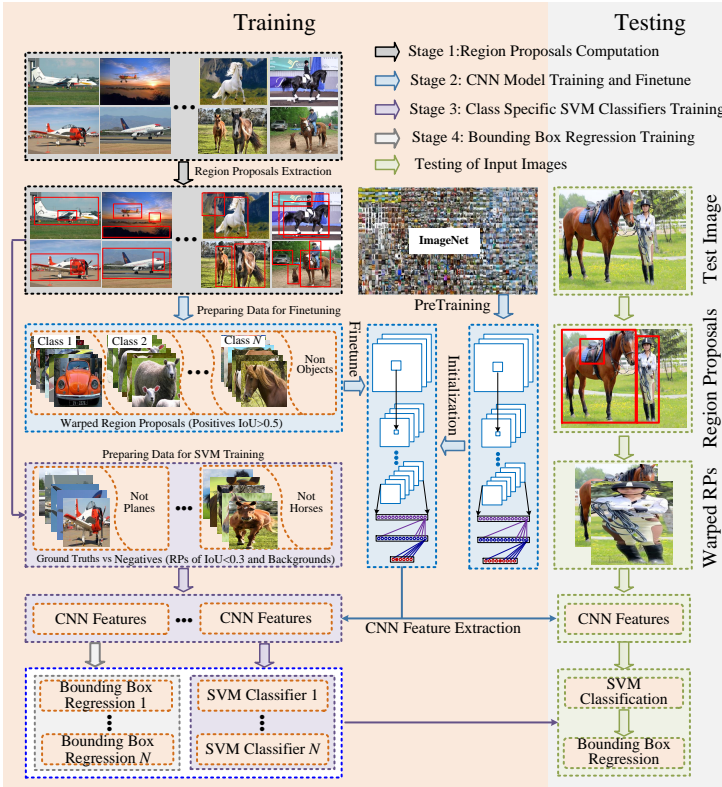 Training
Testing
Stage 1:Region Proposals Computation
Stage 2: CNN Model Training and Finetune
Stage 3: Class Specific SVM Classifiers Training
Stage 4: Bounding Box Regression Training
Testing of Input Images
Region Proposals Extraction
ImageNet
Test Image
Preparing Data for Finetuning
PreTraining
Class 1
Class 2
Class N
Non
Objects
Warped Region Proposals (Positives IoU>0.5)
Finetune
Initialization
Region Proposals
Preparing Data for SVM Training
Not
Planes
Not
Horses
Ground Truths vs Negatives (RPs of IoU<0.3 and Backgrounds)
Warped RPs
CNN Features
CNN Features
CNN Feature Extraction
CNN Features
Bounding Box
Regression 1
Bounding Box
Regression N
SVM Classifier 1
SVM Classifier N
SVM
Classification
Bounding Box
Regression